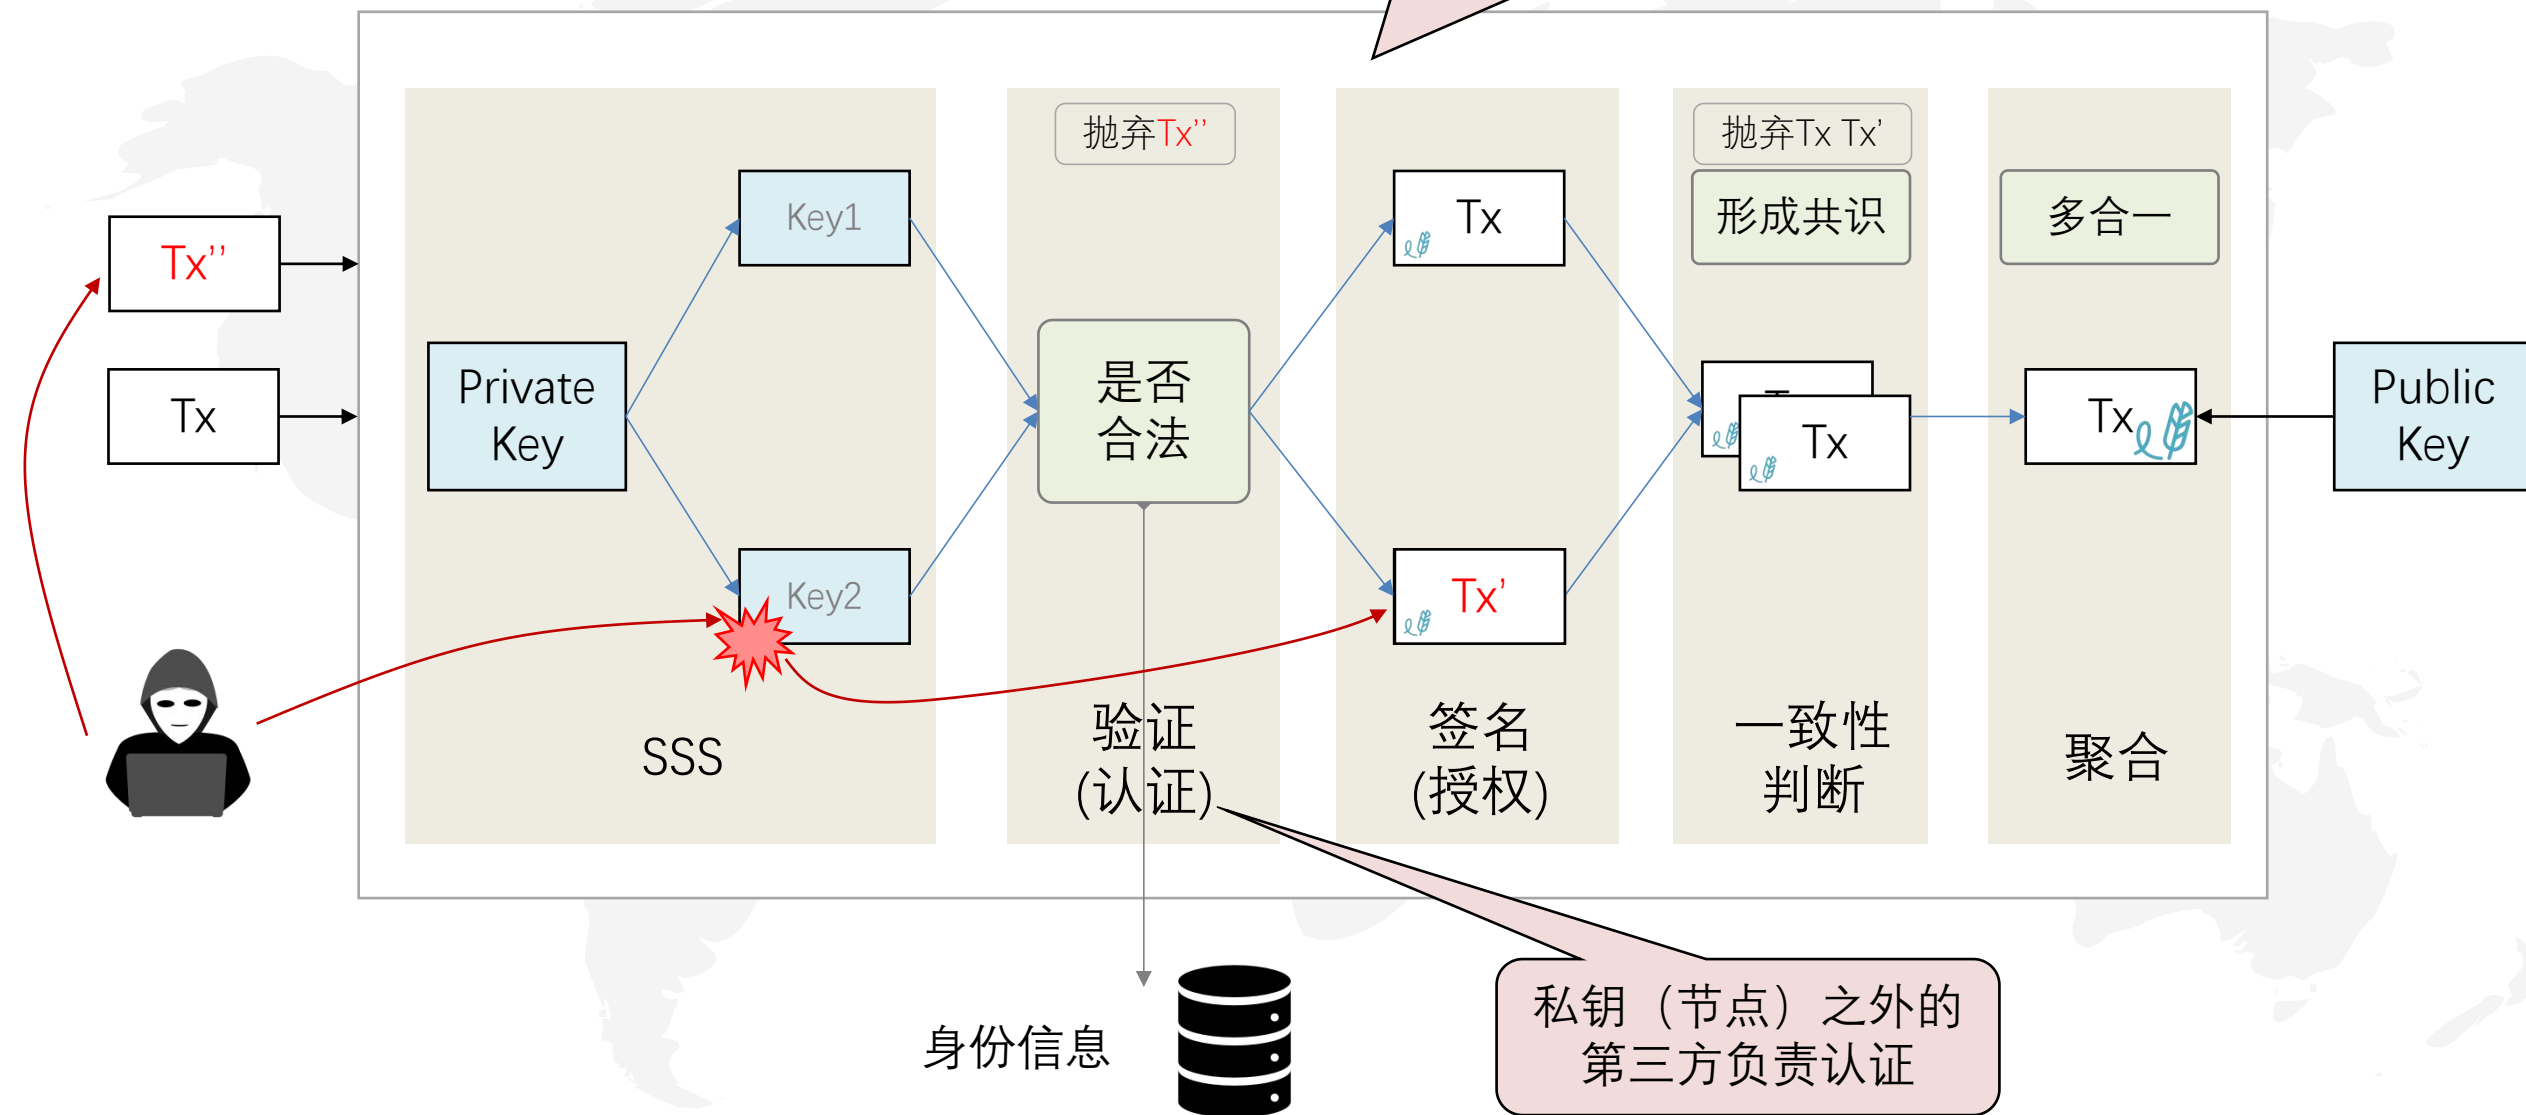 抛弃Tx’’
抛弃Tx Tx’
Key1
Tx
形成共识
多合一
Tx’’
Tx
Private
Key
是否
合法
Tx
Tx
Public
Key
Key2
Tx’
SSS
验证
(认证)
签名
(授权)
一致性
判断
聚合
身份信息
私钥（节点）之外的
第三方负责认证